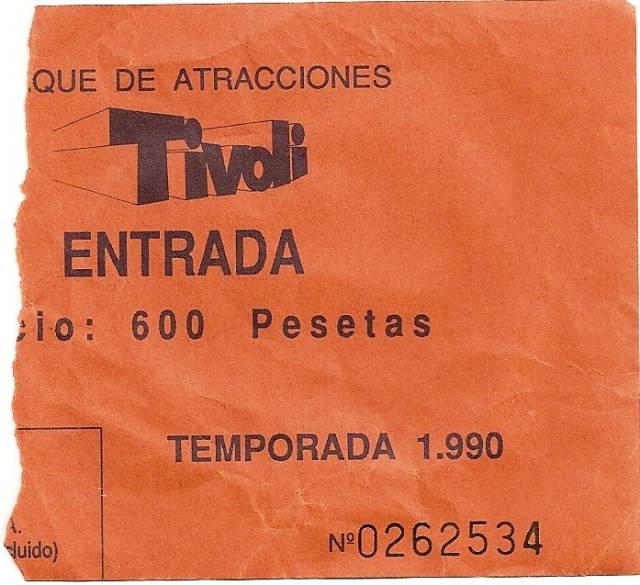 QUE DE ATRACCIONES
Tivoli
ENTRADA
cio: 600 Pesetas
TEMPORADA 1.990
A.
cluido)
Nº0262534